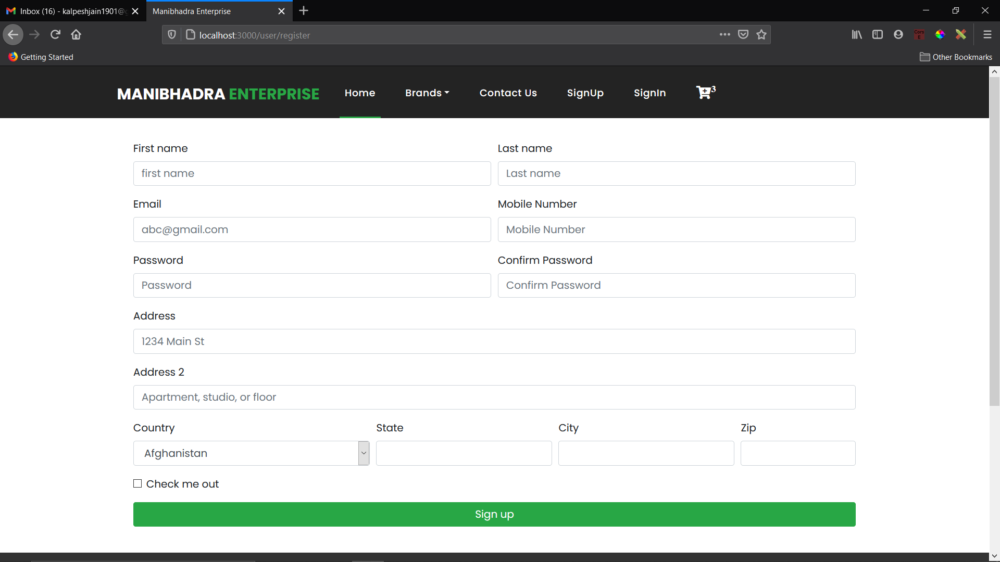 Inbox (16) - kalpeshjain1901@g
Manibhadra Enterprise
localhost:3000/user/register
Cors E
Getting Started
Other Bookmarks
MANIBHADRA ENTERPRISE Home Brands Contact Us SignUp SignIn 3
First name Last name
first name Last name
Email Mobile Number
abc@gmail.com Mobile Number
Password Confirm Password
Password Confirm Password
Address
1234 Main St
Address 2
Apartment, studio, or floor
Country State City Zip
Afghanistan
Check me out
Sign up